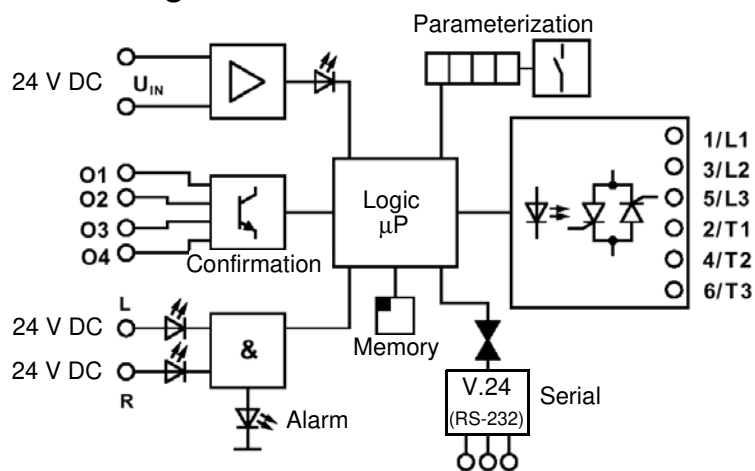 Parameterization
24 V DC
U IN
1/L1
3/L2
5/L3
2/T1
4/T2
6/T3
O1
O2
O3
O4
Logic
µP
Confirmation
L
24 V DC
24 V DC
R
&
Alarm
Memory
V.24
(RS-232)
Serial